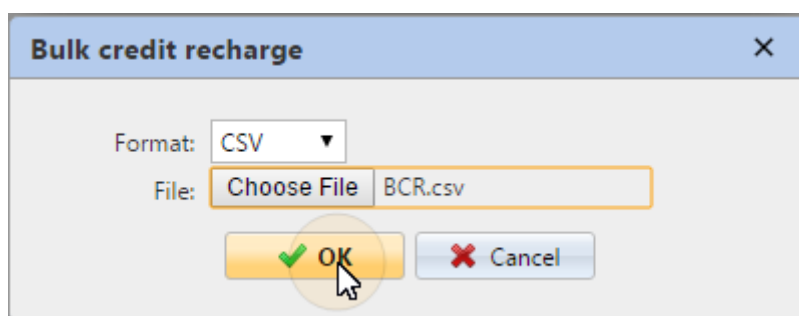 Bulk credit recharge
Format: CSV
File: Choose File BCR.csv
OK Cancel